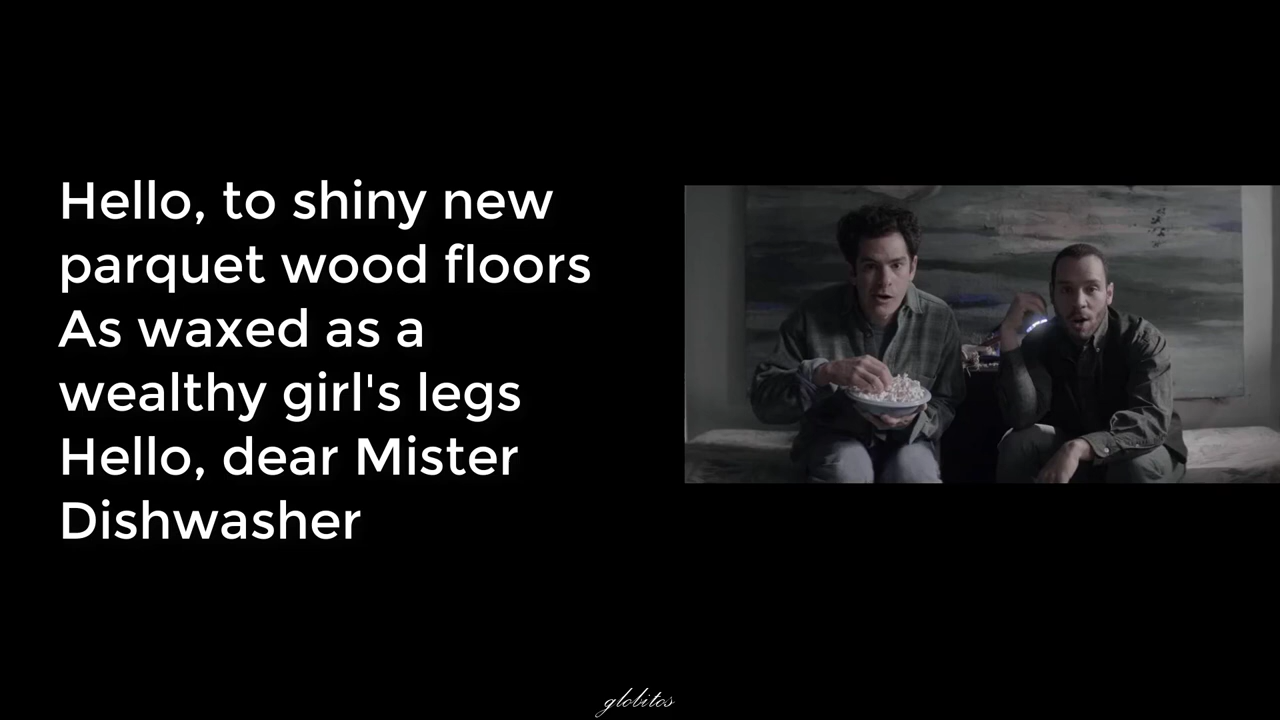 Hello, to shiny new
parquet wood floors
As waxed as a
wealthy girl's legs
Hello, dear Mister
Dishwasher
globitos